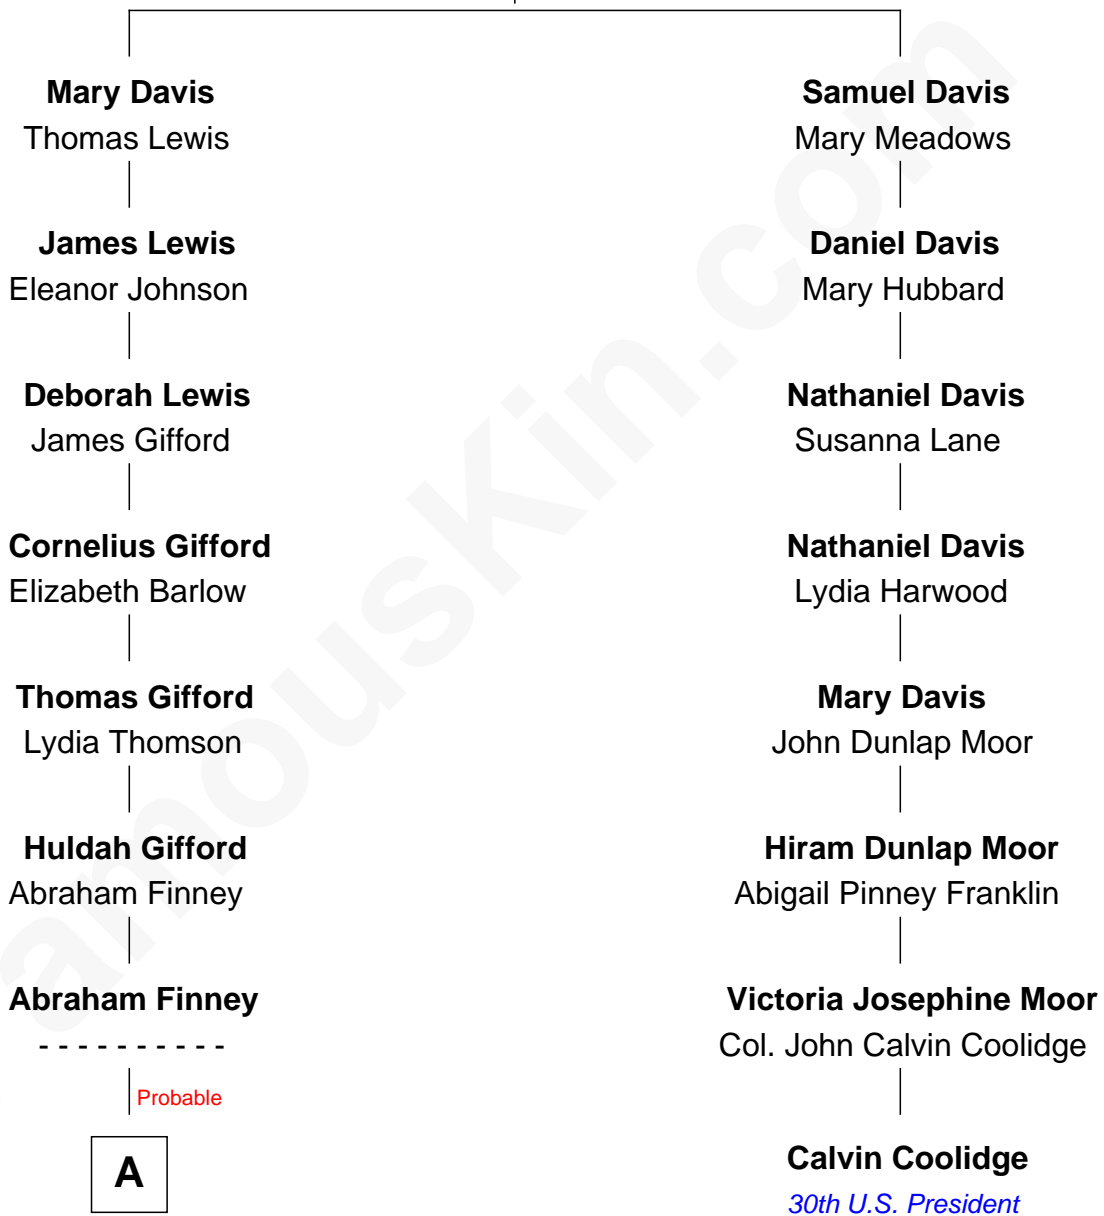 Mary Davis
Thomas Lewis
James Lewis
Eleanor Johnson
Deborah Lewis
James Gifford
Cornelius Gifford
Elizabeth Barlow
Thomas Gifford
Lydia Thomson
Huldah Gifford
Abraham Finney
Abraham Finney
- - - - - - - - - -
Probable
A
Samuel Davis
Mary Meadows
Daniel Davis
Mary Hubbard
Nathaniel Davis
Susanna Lane
Nathaniel Davis
Lydia Harwood
Mary Davis
John Dunlap Moor
Hiram Dunlap Moor
Abigail Pinney Franklin
Victoria Josephine Moor
Col. John Calvin Coolidge
Calvin Coolidge
30th U.S. President
amouskin.com